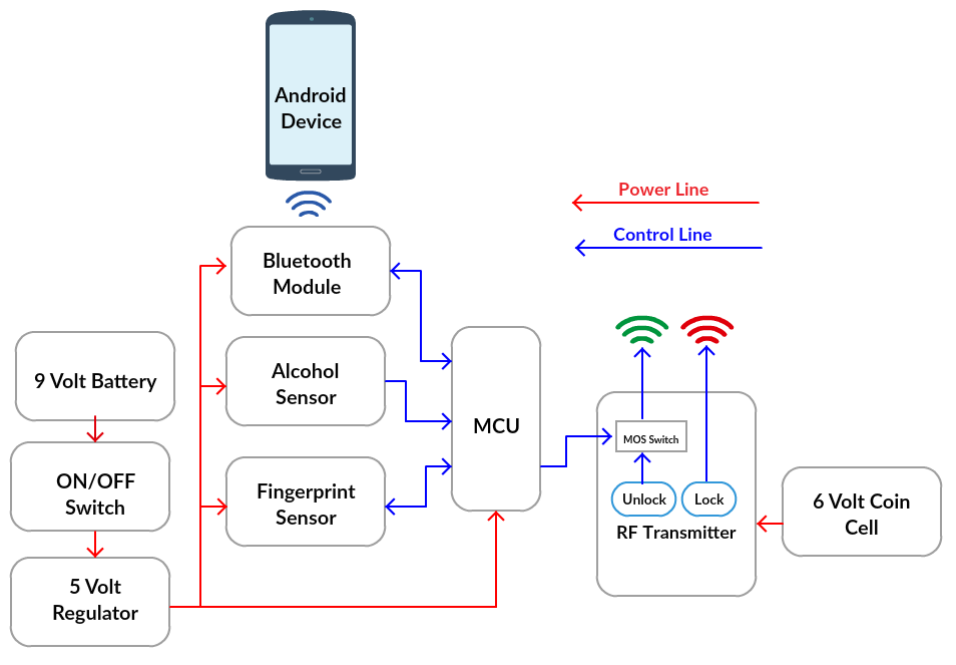 Android
Device
Power Line
Control Line
Bluetooth
Module
9 Volt Battery
Alcohol
Sensor
MCU
MOS Switch
ON/OFF
Switch
Fingerprint
Sensor
Unlock
Lock
RF Transmitter
6 Volt Coin
Cell
5 Volt
Regulator